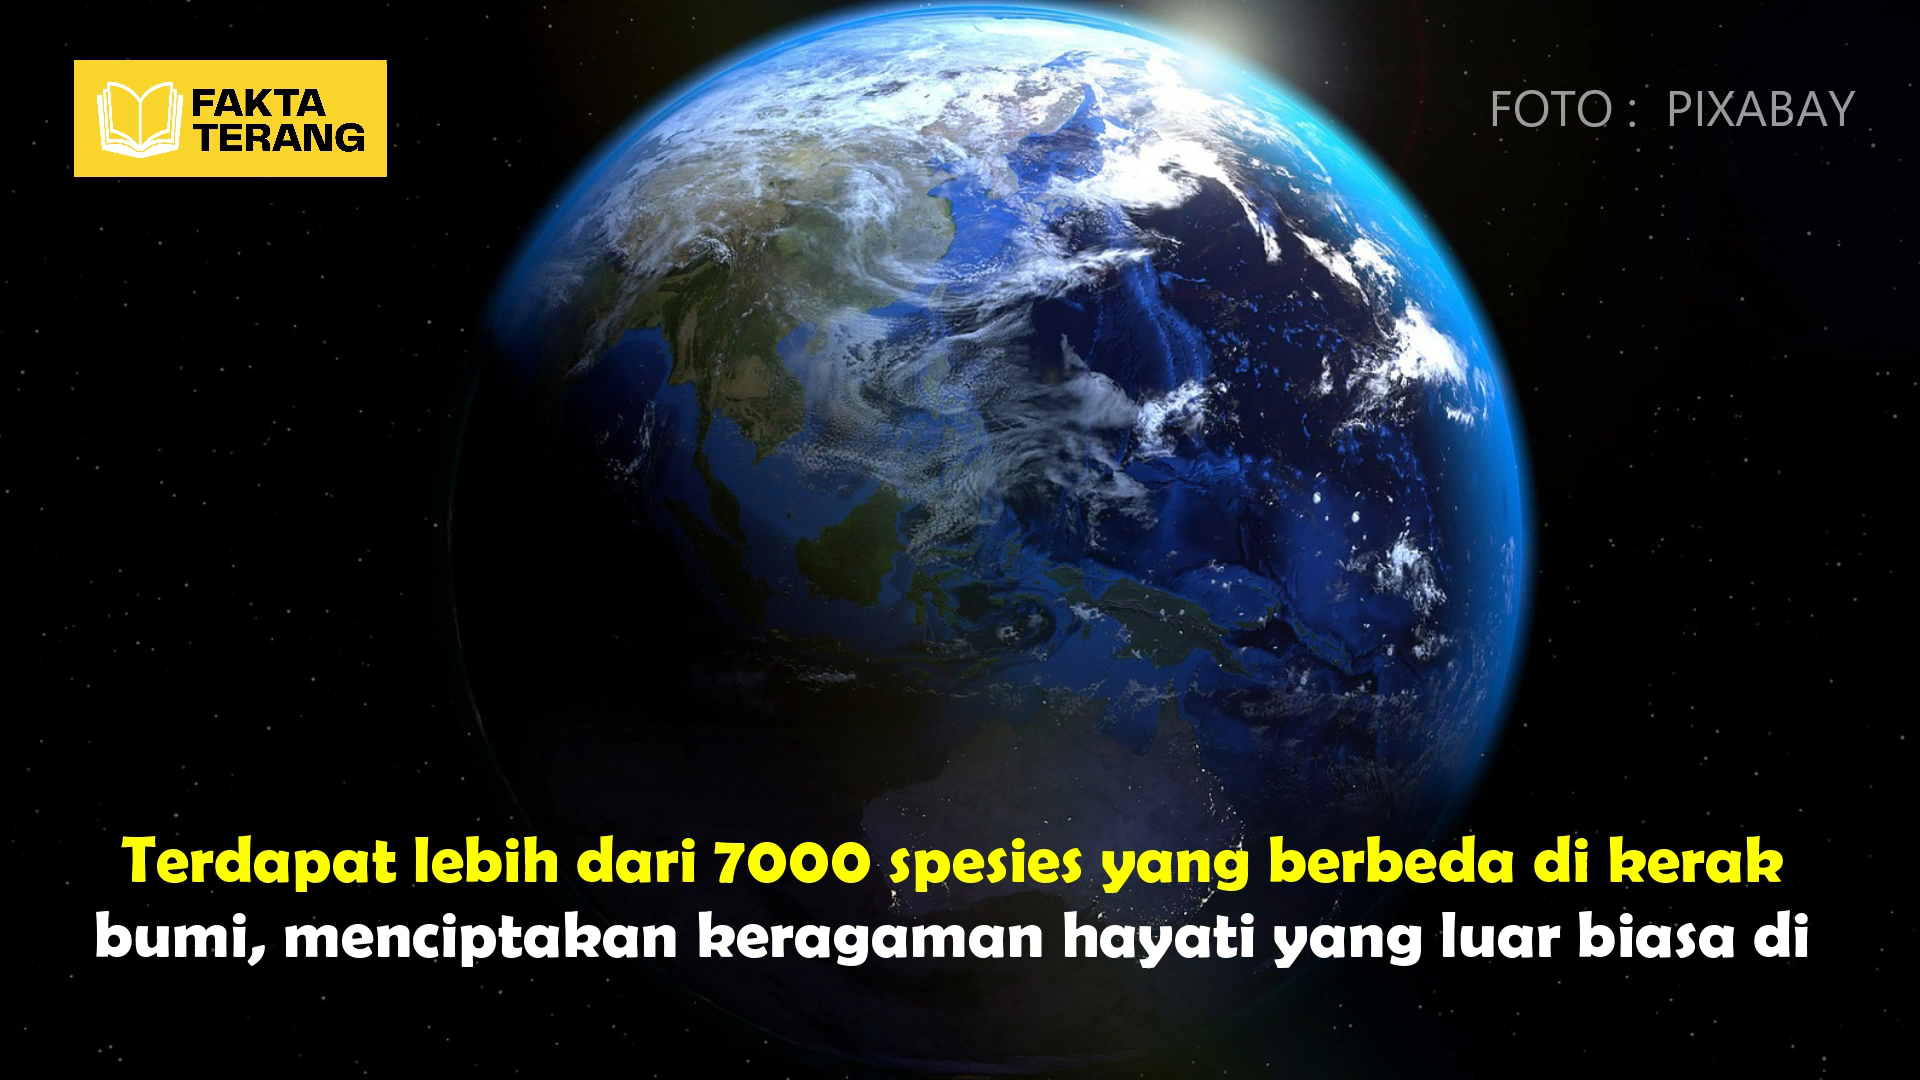 FAKTA
TERANG
FOTO : PIXABAY
Terdapat lebih dari 7000 spesies yang berbeda di kerak
bumi, menciptakan keragaman hayati yang luar biasa di